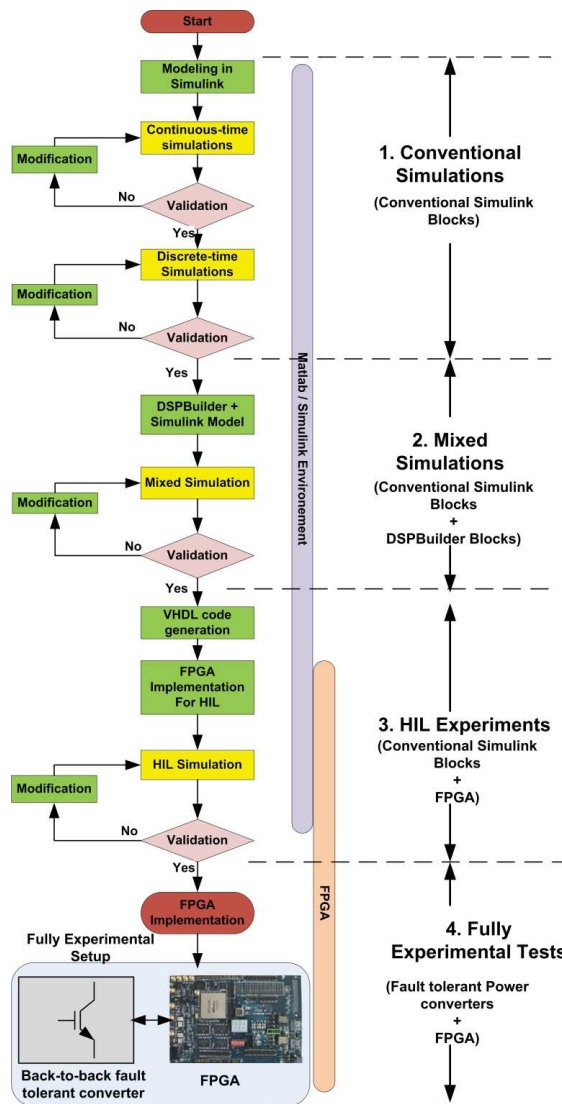 Start
Modeling in
Simulink
Continuous-time
simulations
Modification
No
Validation
Yes
Discrete-time
Simulations
Modification
No
Validation
Yes
DSPBuilder +
Simulink Model
Mixed Simulation
Modification
No
Validation
Yes
VHDL code
generation
FPGA
Implementation
For HIL
HIL Simulation
Modification
No
Validation
Yes
FPGA
Implementation
Fully Experimental
Setup
Back-to-back fault
tolerant converter
FPGA
Matlab / Simulink Environement
FPGA
1. Conventional
Simulations
(Conventional Simulink
Blocks)
2. Mixed
Simulations
(Conventional Simulink
Blocks
+
DSPBuilder Blocks)
3. HIL Experiments
(Conventional Simulink
Blocks
+
FPGA)
4. Fully
Experimental Tests
(Fault tolerant Power
converters
+
FPGA)